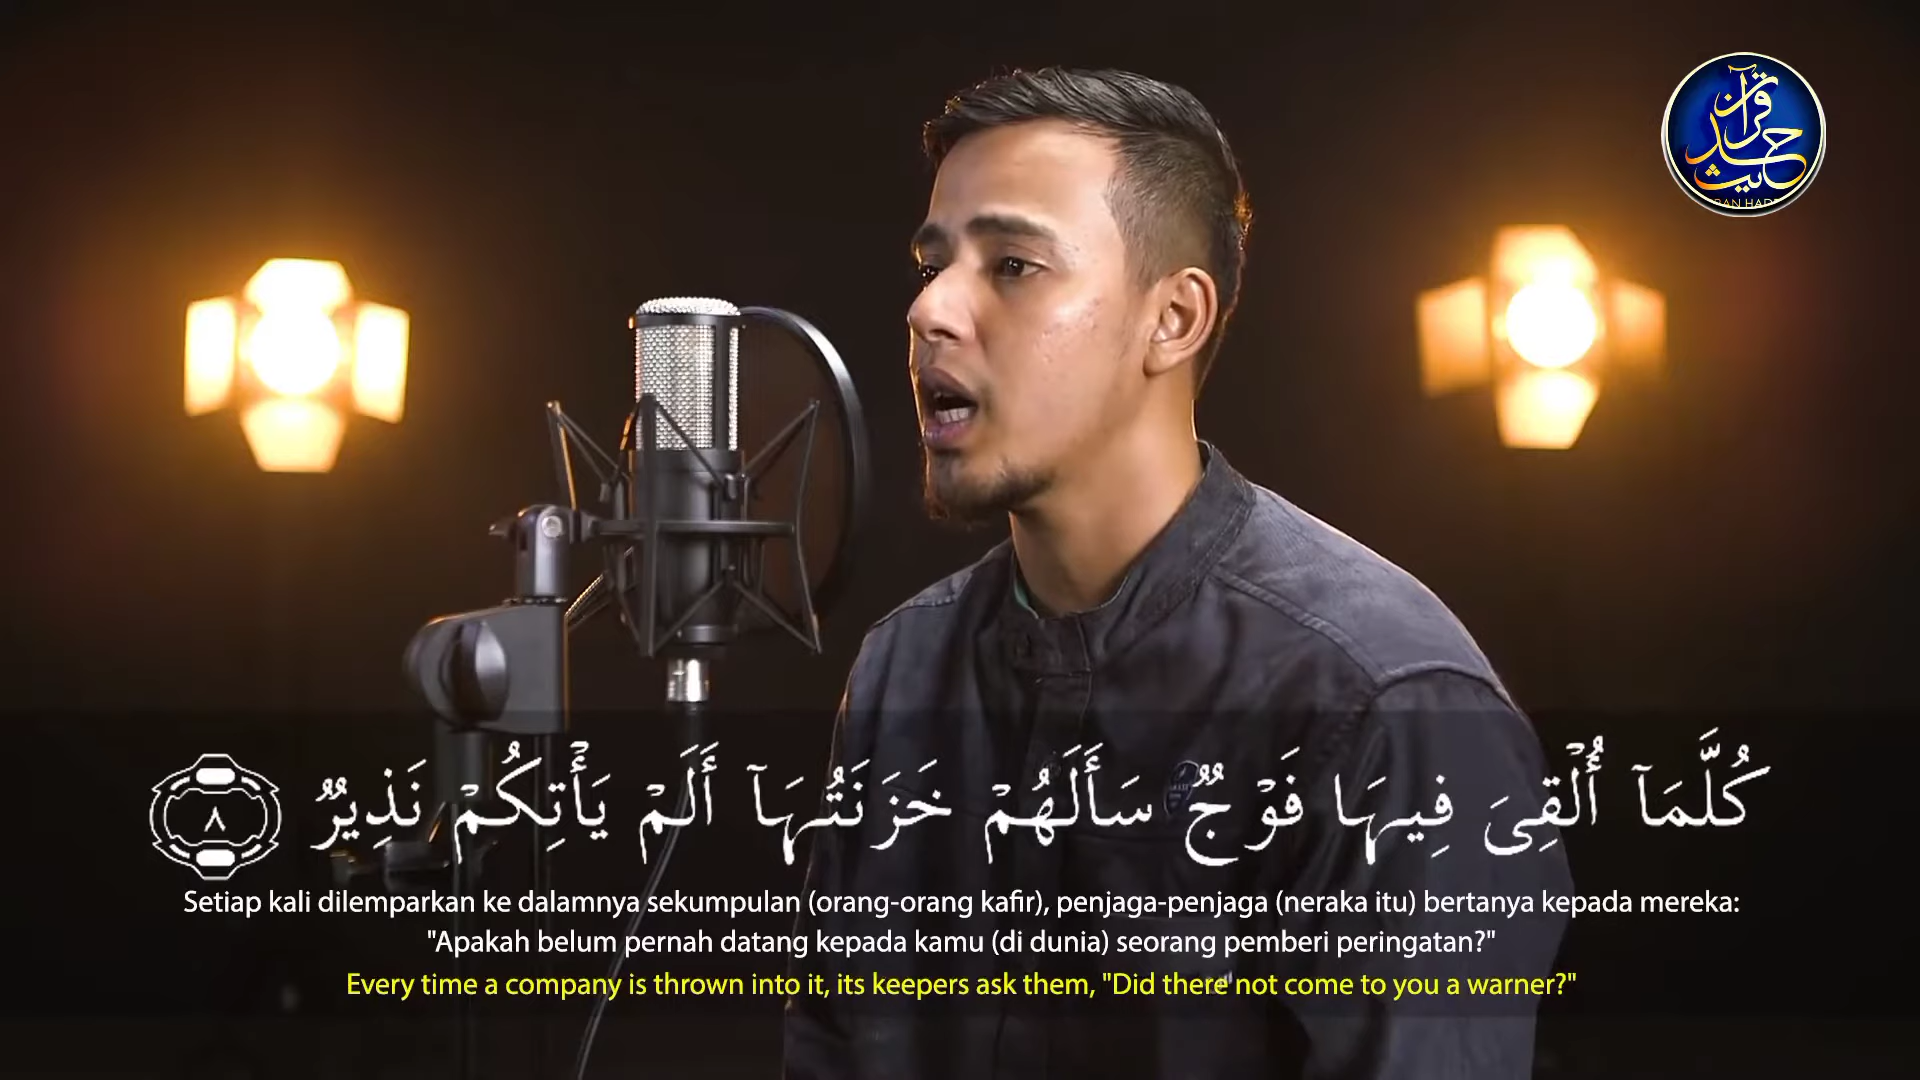 قرآن
حديث
كُلَّمَآ أُلْقِىَ فِيهَا فَوْجٌ سَأَلَهُمْ خَزَنَتُهَآ أَلَمْ يَأْتِكُمْ نَذِيرٌ ٨
Setiap kali dilemparkan ke dalamnya sekumpulan (orang-orang kafir), penjaga-penjaga (neraka itu) bertanya kepada mereka:
"Apakah belum pernah datang kepada kamu (di dunia) seorang pemberi peringatan?"
Every time a company is thrown into it, its keepers ask them, "Did there not come to you a warner?"